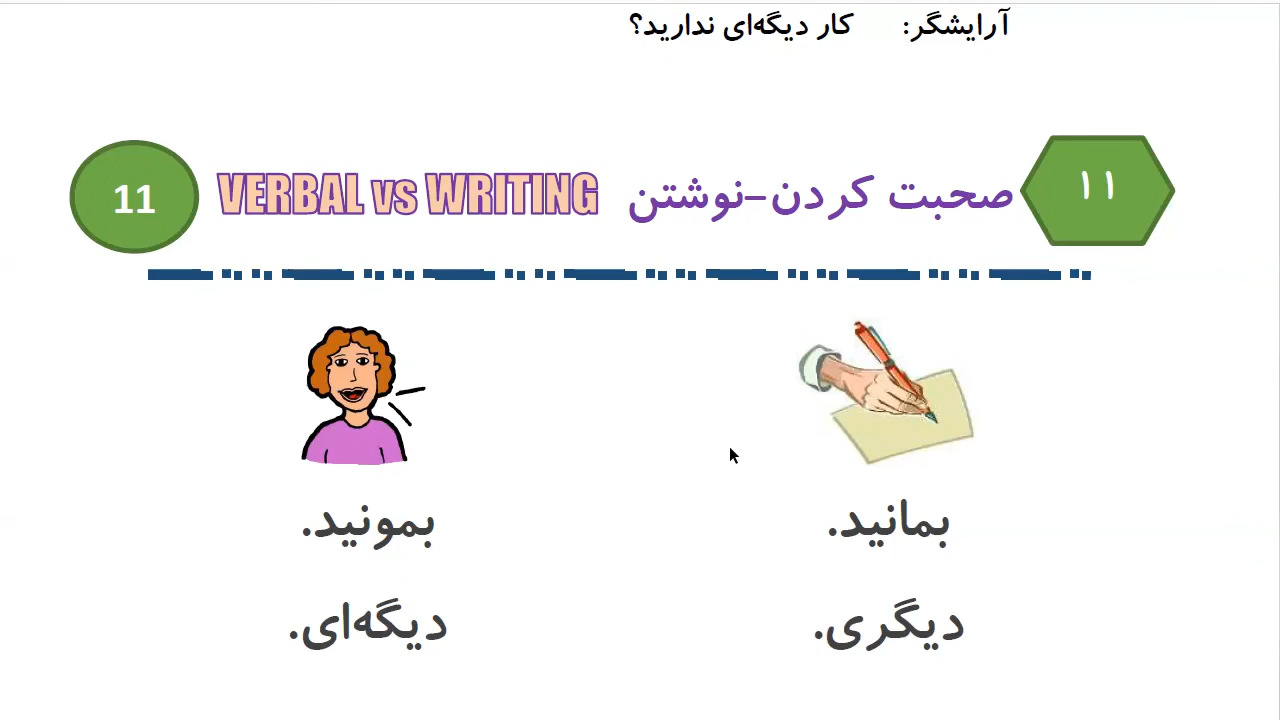 آرایشگر: کار دیگه‌ای ندارید؟
11 VERBAL vs WRITING صحبت کردن-نوشتن ۱۱
بمانید. بمونید.
دیگری. دیگه‌ای.